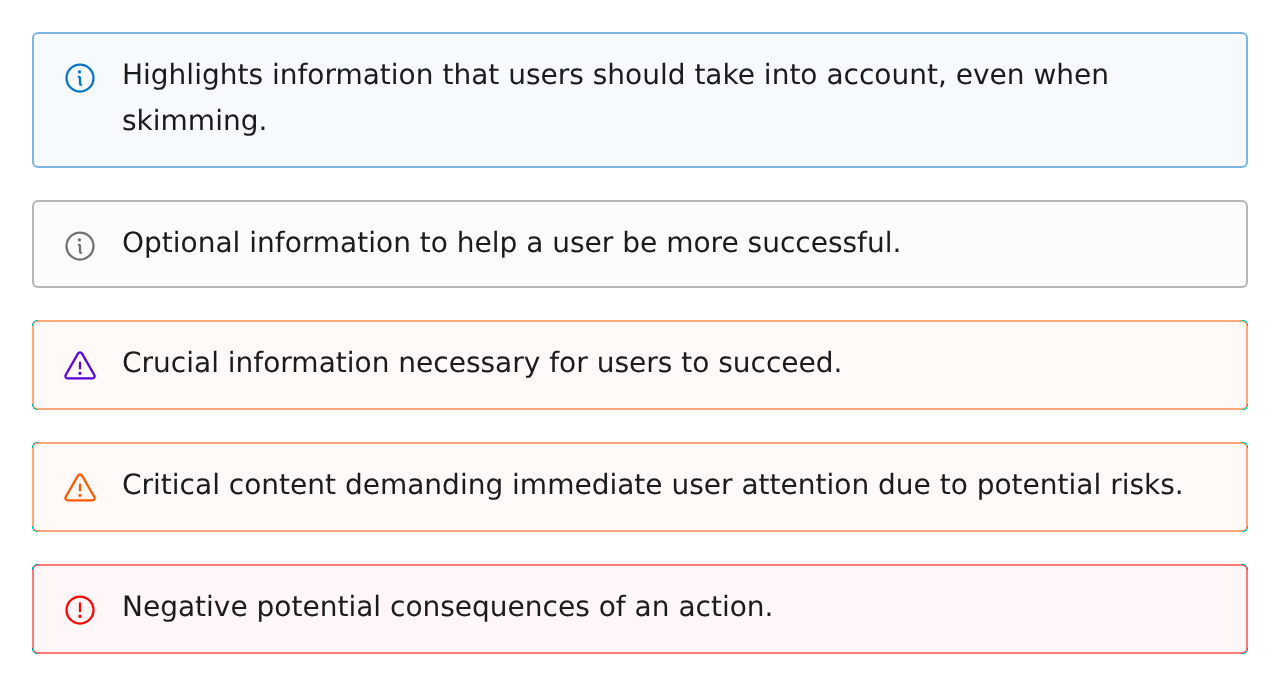 Highlights information that users should take into account, even when
skimming.
Optional information to help a user be more successful.
Crucial information necessary for users to succeed.
Critical content demanding immediate user attention due to potential risks.
Negative potential consequences of an action.